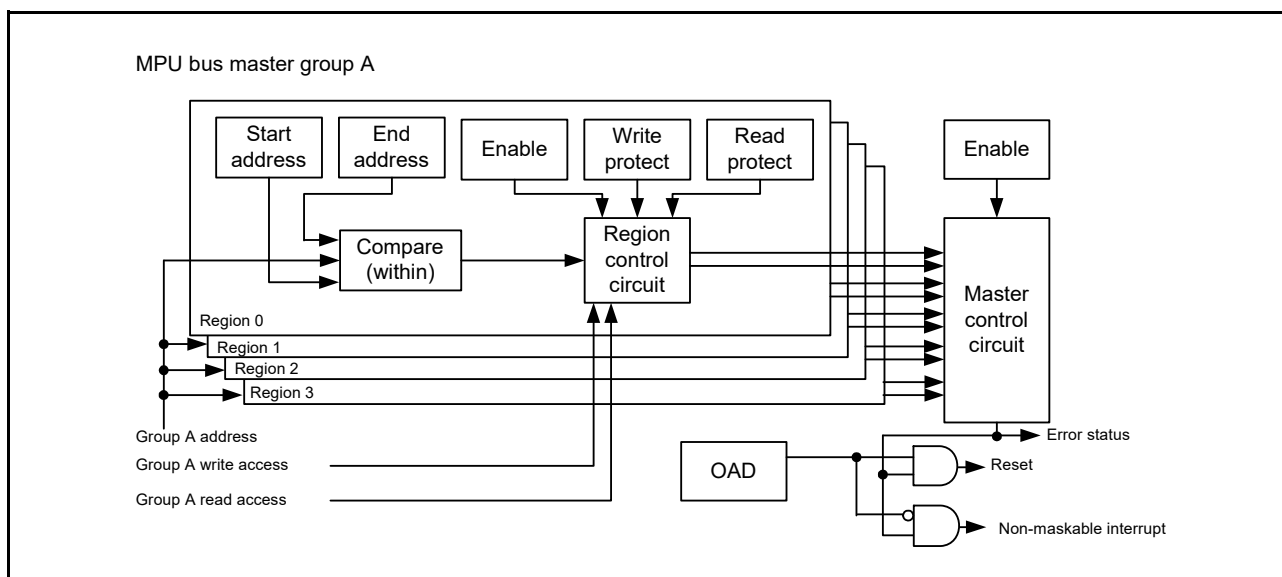 MPU bus master group A
Start
address
End
address
Enable
Write
protect
Read
protect
Enable
Compare
(within)
Region
control
circuit
Master
control
circuit
Region 0
Region 1
Region 2
Region 3
Group A address
Group A write access
Group A read access
OAD
Error status
Reset
Non-maskable interrupt